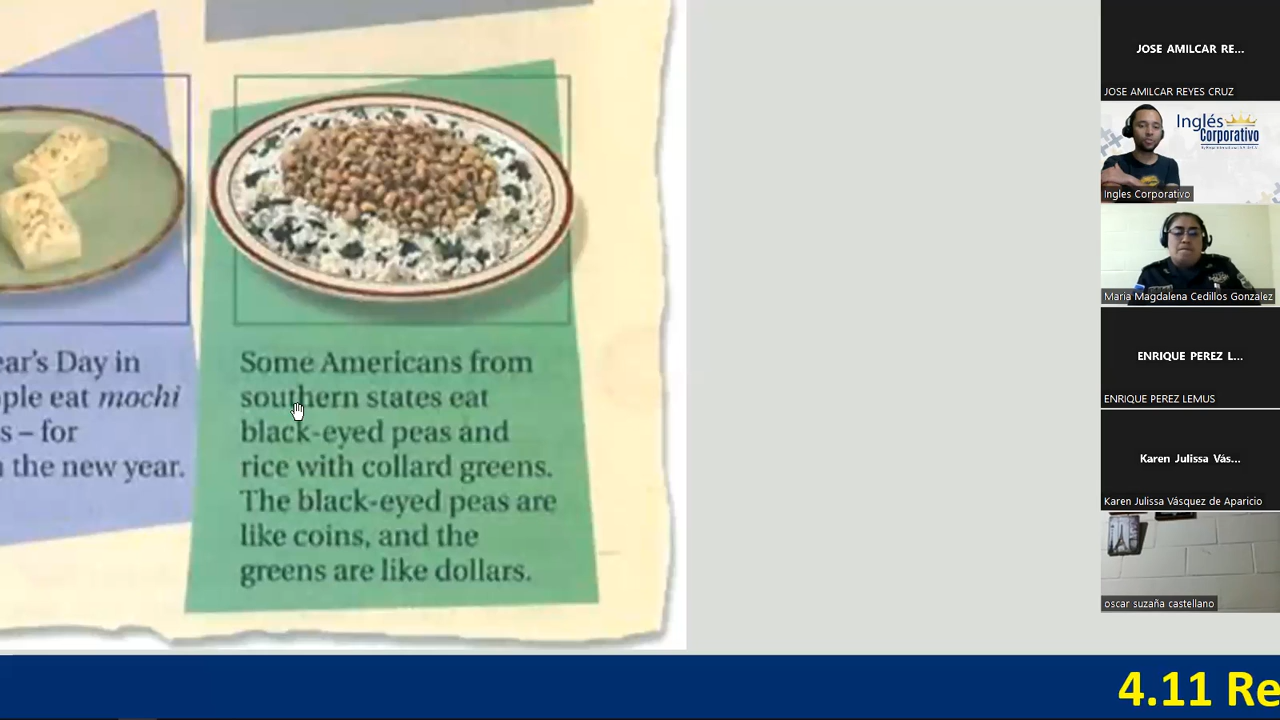 ear's Day in
ple eat mochi
s – for
the new year.
Some Americans from
southern states eat
black-eyed peas and
rice with collard greens.
The black-eyed peas are
like coins, and the
greens are like dollars.
4.11 Re
JOSE AMILCAR RE...
JOSE AMILCAR REYES CRUZ
Inglés
Corporativo
Ingles Corporativo
Maria Magdalena Cedillos Gonzalez
ENRIQUE PEREZ L...
ENRIQUE PEREZ LEMUS
Karen Julissa Vás...
Karen Julissa Vásquez de Aparicio
oscar suzaña castellano